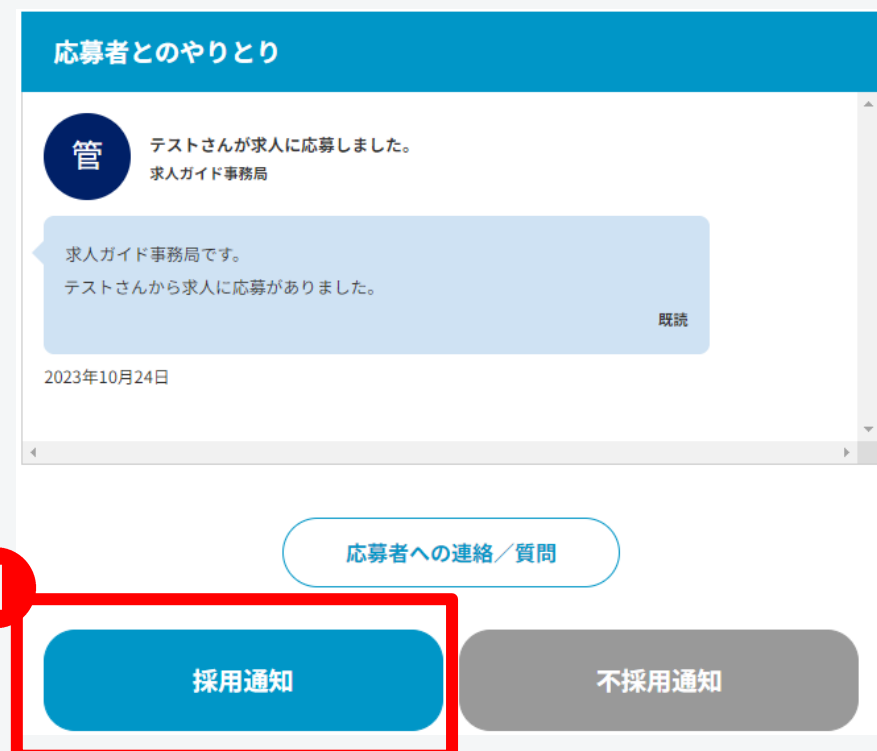 応募者とのやりとり
管
テストさんが求人に応募しました。
求人ガイド事務局
求人ガイド事務局です。
テストさんから求人に応募がありました。
既読
2023年10月24日
応募者への連絡／質問
採用通知
不採用通知